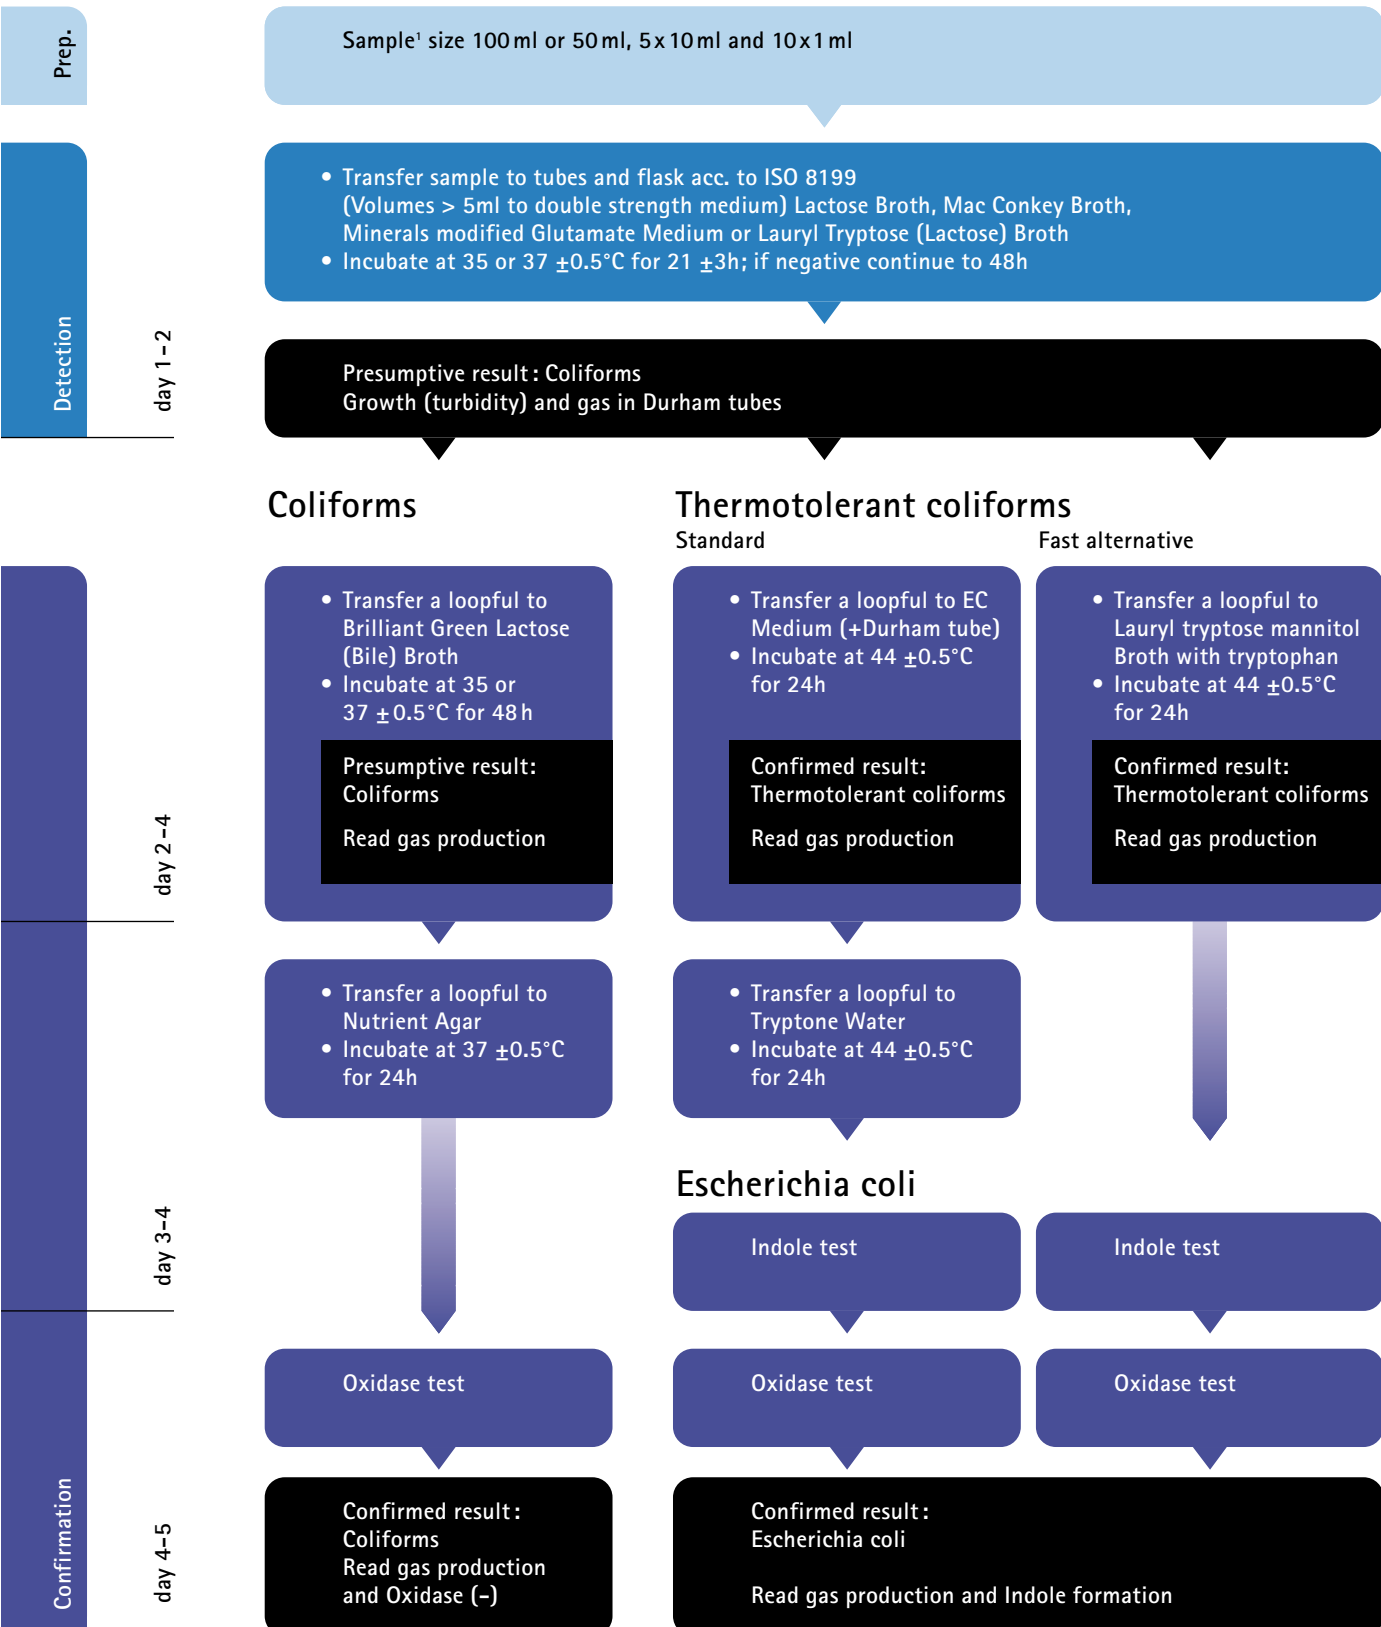 Prep.
Sample¹ size 100 ml or 50 ml, 5 x 10 ml and 10 x 1 ml
Detection
day 1–2
• Transfer sample to tubes and flask acc. to ISO 8199
(Volumes > 5ml to double strength medium) Lactose Broth, Mac Conkey Broth,
Minerals modified Glutamate Medium or Lauryl Tryptose (Lactose) Broth
• Incubate at 35 or 37 ±0.5°C for 21 ±3h; if negative continue to 48h
Presumptive result: Coliforms
Growth (turbidity) and gas in Durham tubes
Coliforms
Thermotolerant coliforms
Standard
Fast alternative
day 2–4
• Transfer a loopful to
Brilliant Green Lactose
(Bile) Broth
• Incubate at 35 or
37 ±0.5°C for 48 h
Presumptive result:
Coliforms
Read gas production
• Transfer a loopful to EC
Medium (+Durham tube)
• Incubate at 44 ±0.5°C
for 24h
Confirmed result:
Thermotolerant coliforms
Read gas production
• Transfer a loopful to
Lauryl tryptose mannitol
Broth with tryptophan
• Incubate at 44 ±0.5°C
for 24h
Confirmed result:
Thermotolerant coliforms
Read gas production
day 3–4
• Transfer a loopful to
Nutrient Agar
• Incubate at 37 ±0.5°C
for 24h
• Transfer a loopful to
Tryptone Water
• Incubate at 44 ±0.5°C
for 24h
Escherichia coli
Indole test
Indole test
Confirmation
day 4–5
Oxidase test
Oxidase test
Oxidase test
Confirmed result:
Coliforms
Read gas production
and Oxidase (–)
Confirmed result:
Escherichia coli
Read gas production and Indole formation